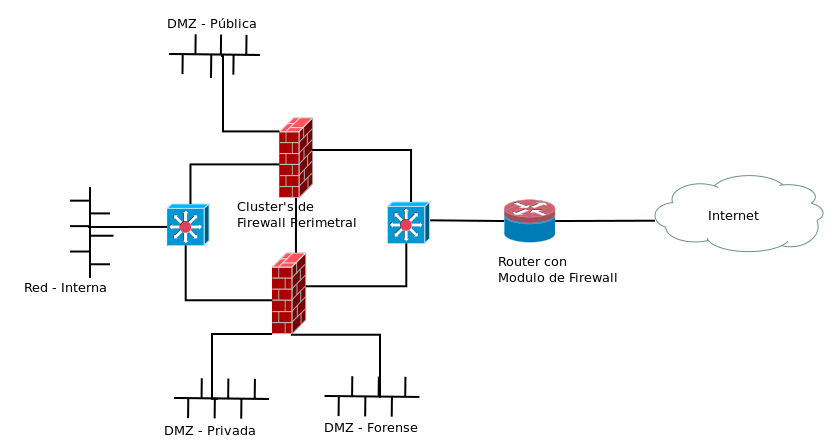 DMZ - Pública
Cluster's de
Firewall Perimetral
Internet
Router con
Modulo de Firewall
Red - Interna
DMZ - Privada
DMZ - Forense